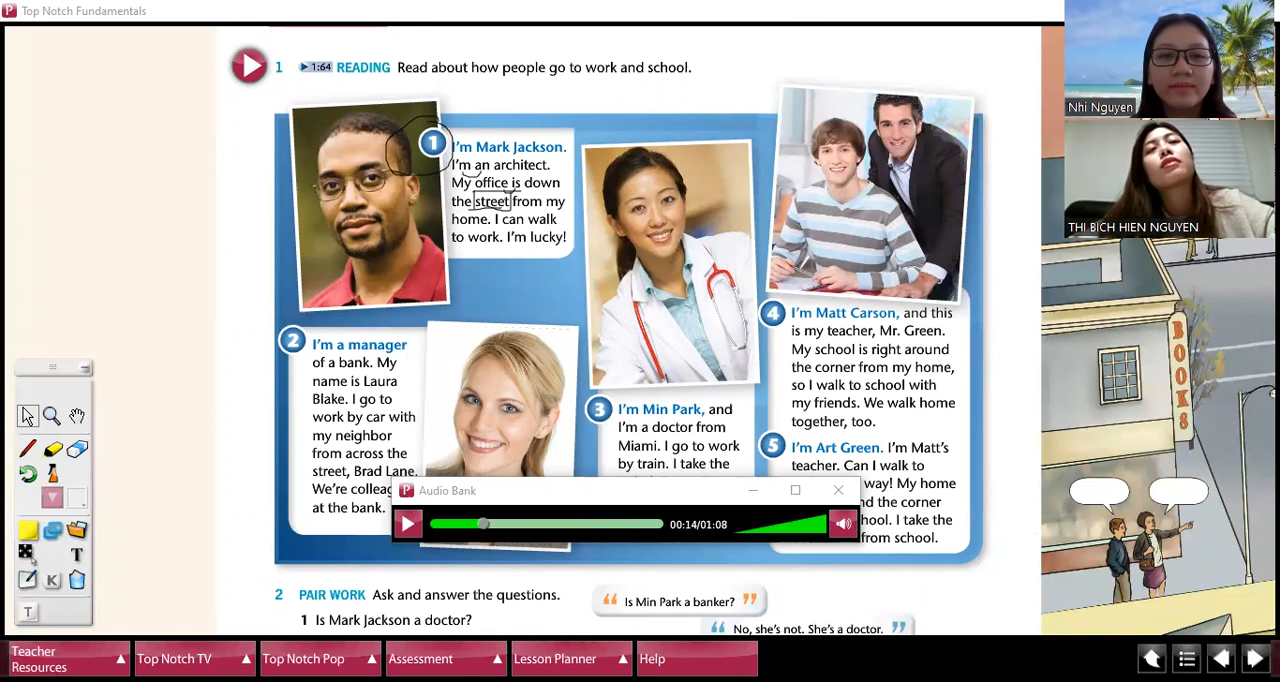 Top Notch Fundamentals
1 1:64 READING Read about how people go to work and school.
1
I'm Mark Jackson.
I'm an architect.
My office is down
the street from my
home. I can walk
to work. I'm lucky!
2
I'm a manager
of a bank. My
name is Laura
Blake. I go to
work by car with
my neighbor
from across the
street, Brad Lane.
We're colleag
at the bank.
3
I'm Min Park, and
I'm a doctor from
Miami. I go to work
by train. I take the
4
I'm Matt Carson, and this
is my teacher, Mr. Green.
My school is right around
the corner from my home,
so I walk to school with
my friends. We walk home
together, too.
5
I'm Art Green. I'm Matt's
teacher. Can I walk to
way! My home
nd the corner
hool. I take the
from school.
Audio Bank
00:14/01:08
2 PAIR WORK Ask and answer the questions.
1 Is Mark Jackson a doctor?
“ Is Min Park a banker? ”
“ No, she's not. She's a doctor. ”
Nhi Nguyen
THI BICH HIEN NGUYEN
BOOKS
T
K
T
Teacher
Resources
Top Notch TV
Top Notch Pop
Assessment
Lesson Planner
Help